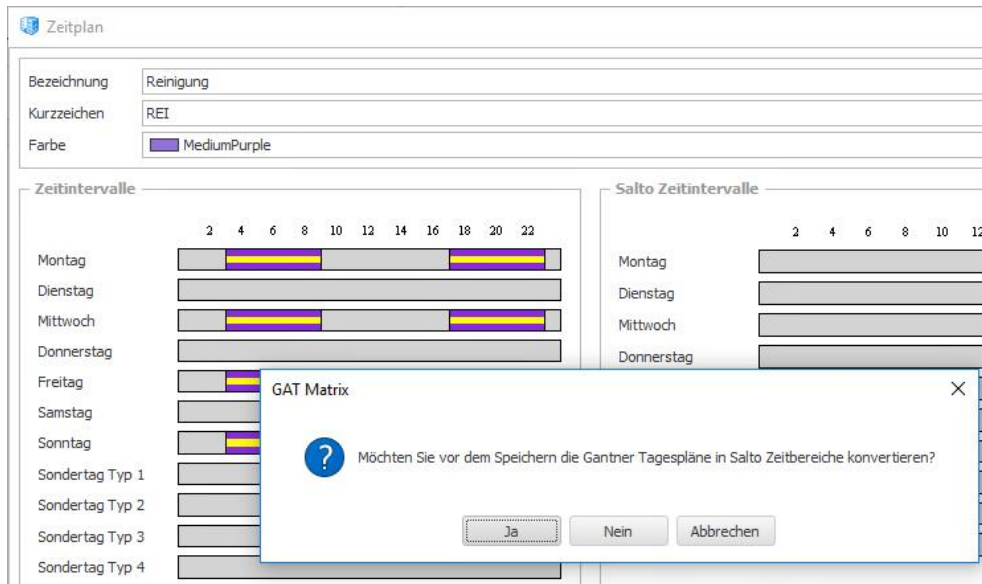 Zeitplan
Bezeichnung Reinigung
Kurzzeichen REI
Farbe MediumPurple
Zeitintervalle
2 4 6 8 10 12 14 16 18 20 22
Montag
Dienstag
Mittwoch
Donnerstag
Freitag
Samstag
Sonntag
Sondertag Typ 1
Sondertag Typ 2
Sondertag Typ 3
Sondertag Typ 4
Salto Zeitintervalle
2 4 6 8 10 12
Montag
Dienstag
Mittwoch
Donnerstag
GAT Matrix
?
Möchten Sie vor dem Speichern die Gantner Tagespläne in Salto Zeitbereiche konvertieren?
Ja Nein Abbrechen